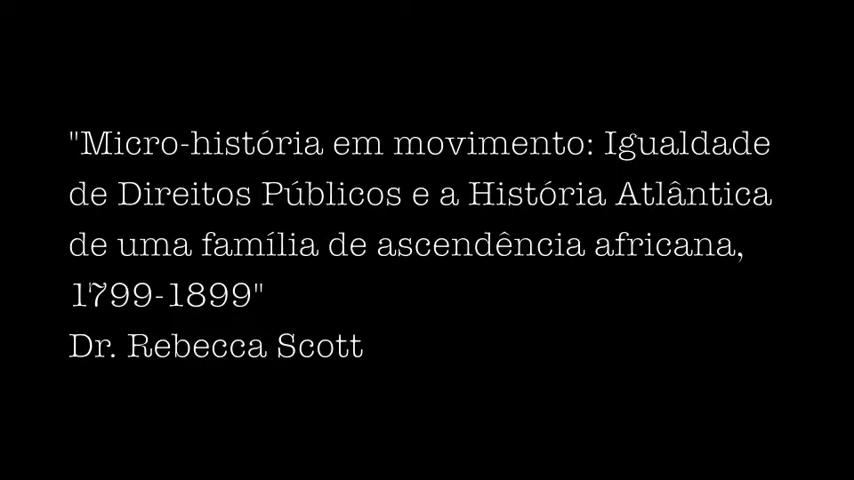 "Micro-história em movimento: Igualdade
de Direitos Públicos e a História Atlântica
de uma família de ascendência africana,
1799-1899"
Dr. Rebecca Scott